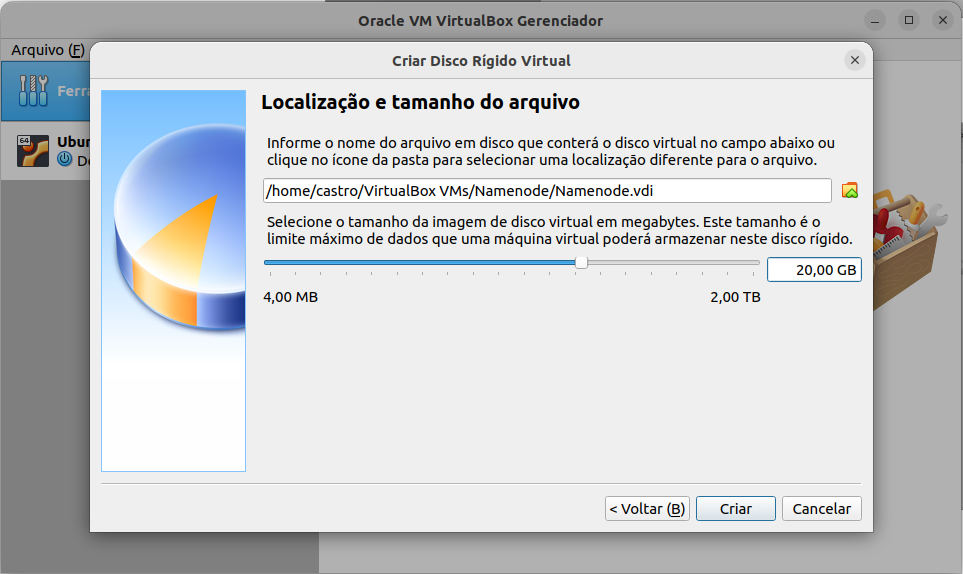 Oracle VM VirtualBox Gerenciador
Arquivo (F)
Criar Disco Rígido Virtual
Localização e tamanho do arquivo
Informe o nome do arquivo em disco que conterá o disco virtual no campo abaixo ou
clique no ícone da pasta para selecionar uma localização diferente para o arquivo.
/home/castro/VirtualBox VMs/Namenode/Namenode.vdi
Selecione o tamanho da imagem de disco virtual em megabytes. Este tamanho é o
limite máximo de dados que uma máquina virtual poderá armazenar neste disco rígido.
20,00 GB
4,00 MB
2,00 TB
Ferra
64
Ubun
De
< Voltar (B)
Criar
Cancelar